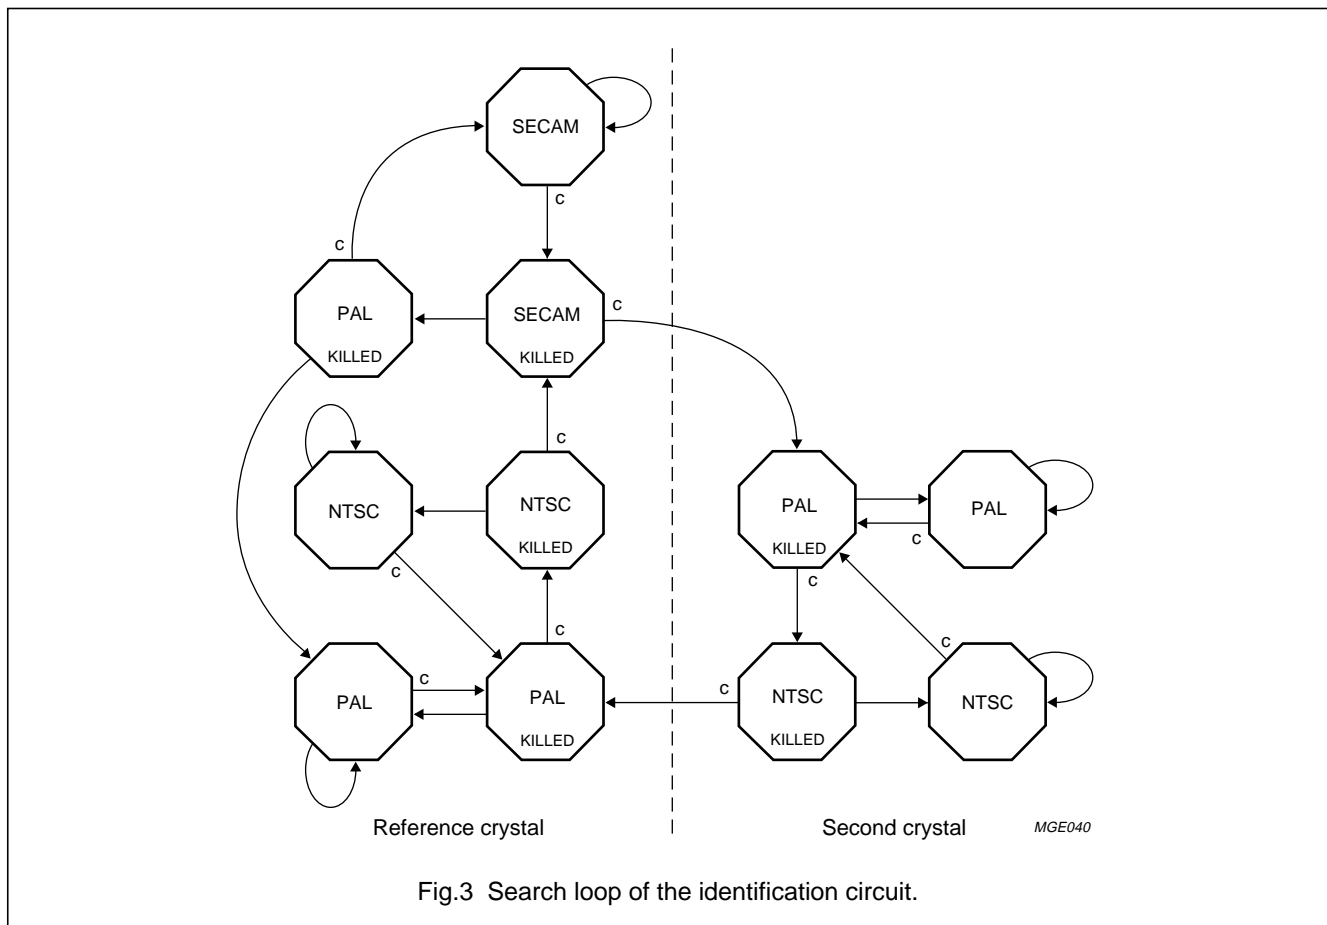 SECAM
c
c
PAL
KILLED
SECAM
KILLED
c
NTSC
c
c
NTSC
KILLED
PAL
KILLED
c
PAL
c
PAL
c
c
PAL
KILLED
c
NTSC
KILLED
c
NTSC
Reference crystal
Second crystal
MGE040
Fig.3 Search loop of the identification circuit.